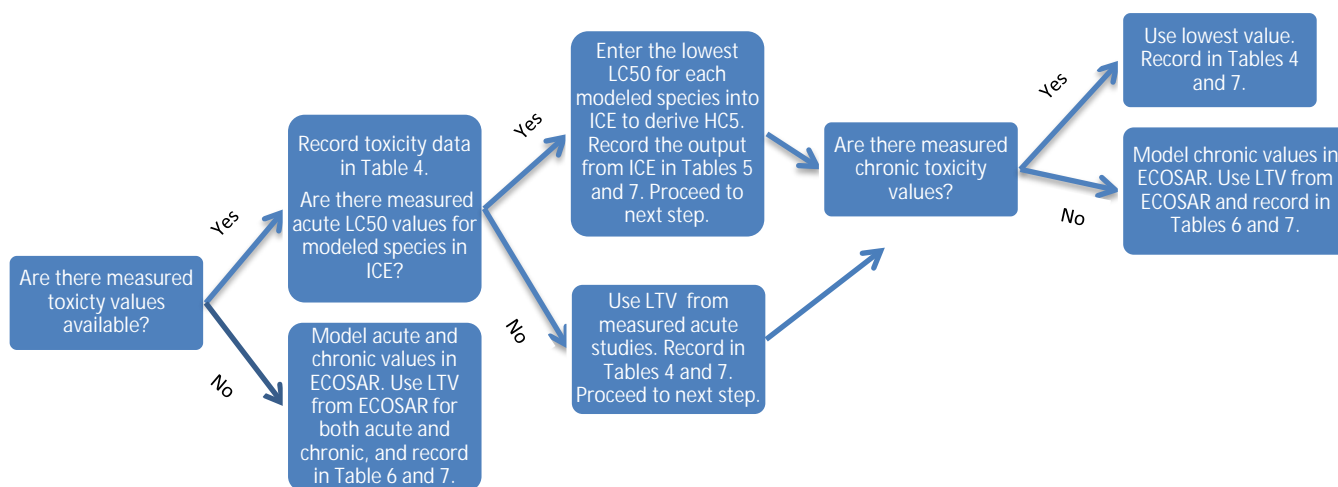 Are there measured
toxicty values
available?
Yes
No
Record toxicity data
in Table 4.
Are there measured
acute LC50 values for
modeled species in
ICE?
Model acute and
chronic values in
ECOSAR. Use LTV
from ECOSAR for
both acute and
chronic, and record
in Table 6 and 7.
Yes
No
Enter the lowest
LC50 for each
modeled species into
ICE to derive HC5.
Record the output
from ICE in Tables 5
and 7. Proceed to
next step.
Use LTV from
measured acute
studies. Record in
Tables 4 and 7.
Proceed to next step.
Are there measured
chronic toxicity
values?
Yes
No
Use lowest value.
Record in Tables 4
and 7.
Model chronic values in
ECOSAR. Use LTV from
ECOSAR and record in
Tables 6 and 7.